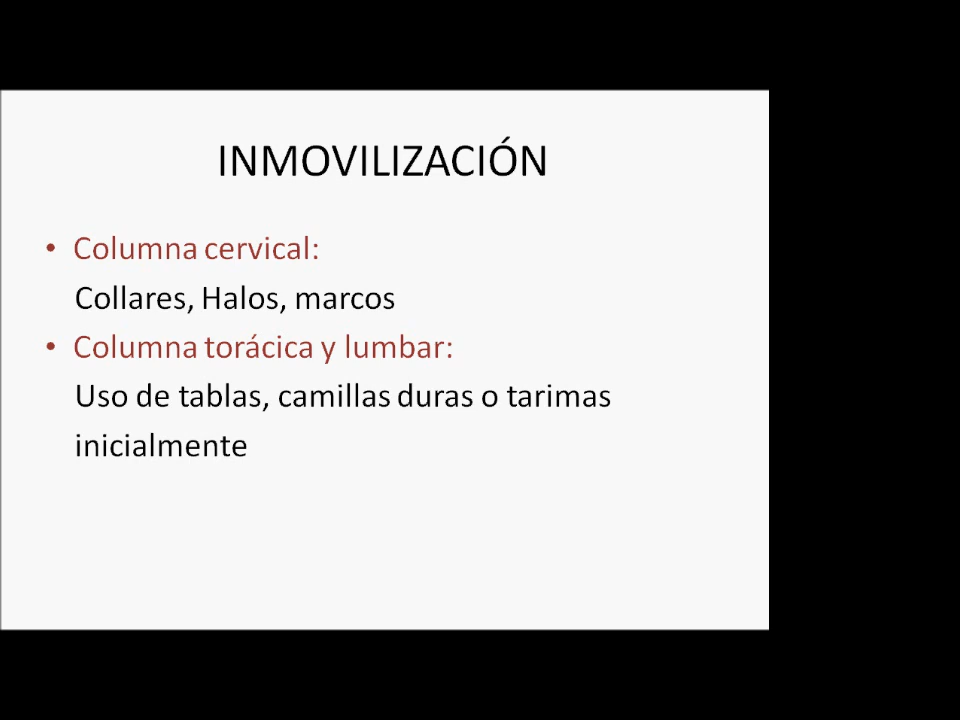 INMOVILIZACIÓN
• Columna cervical:
Collares, Halos, marcos
• Columna torácica y lumbar:
Uso de tablas, camillas duras o tarimas
inicialmente